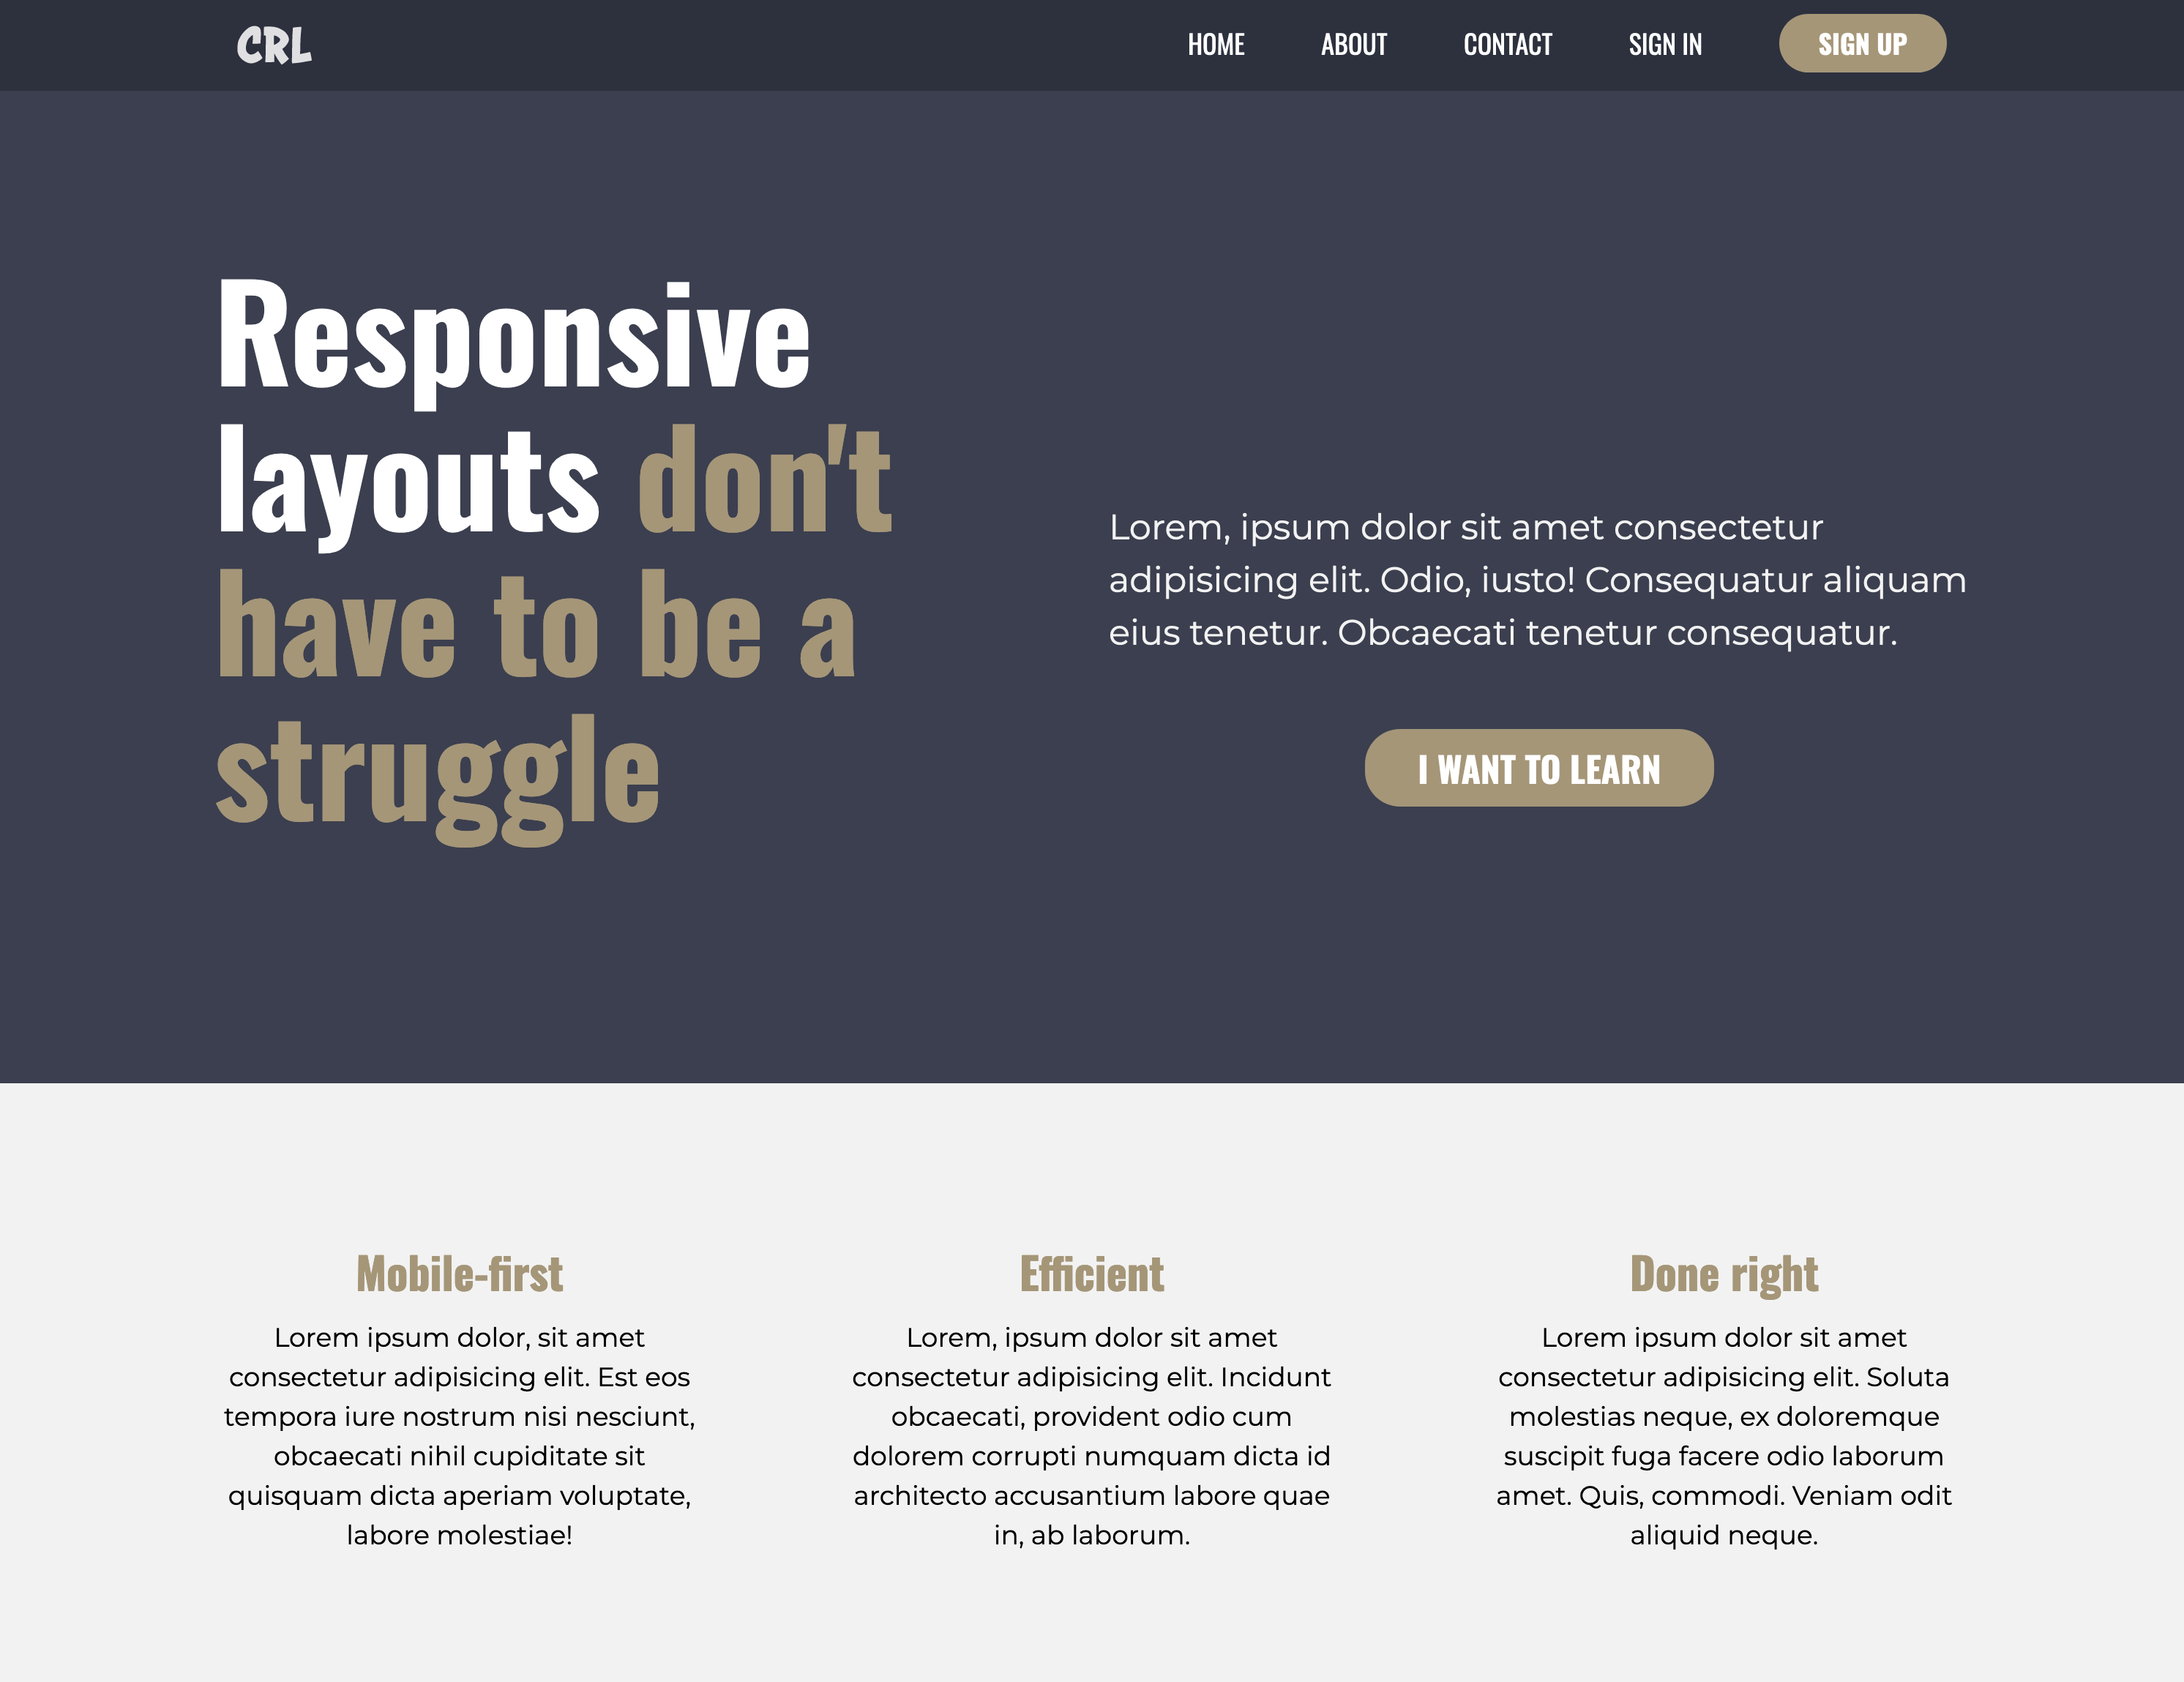 CRL
HOME ABOUT CONTACT SIGN IN SIGN UP
Responsive
layouts don't
have to be a
struggle
Lorem, ipsum dolor sit amet consectetur
adipisicing elit. Odio, iusto! Consequatur aliquam
eius tenetur. Obcaecati tenetur consequatur.
I WANT TO LEARN
Mobile-first
Lorem ipsum dolor, sit amet
consectetur adipisicing elit. Est eos
tempora iure nostrum nisi nesciunt,
obcaecati nihil cupiditate sit
quisquam dicta aperiam voluptate,
labore molestiae!
Efficient
Lorem, ipsum dolor sit amet
consectetur adipisicing elit. Incidunt
obcaecati, provident odio cum
dolorem corrupti numquam dicta id
architecto accusantium labore quae
in, ab laborum.
Done right
Lorem ipsum dolor sit amet
consectetur adipisicing elit. Soluta
molestias neque, ex doloremque
suscipit fuga facere odio laborum
amet. Quis, commodi. Veniam odit
aliquid neque.